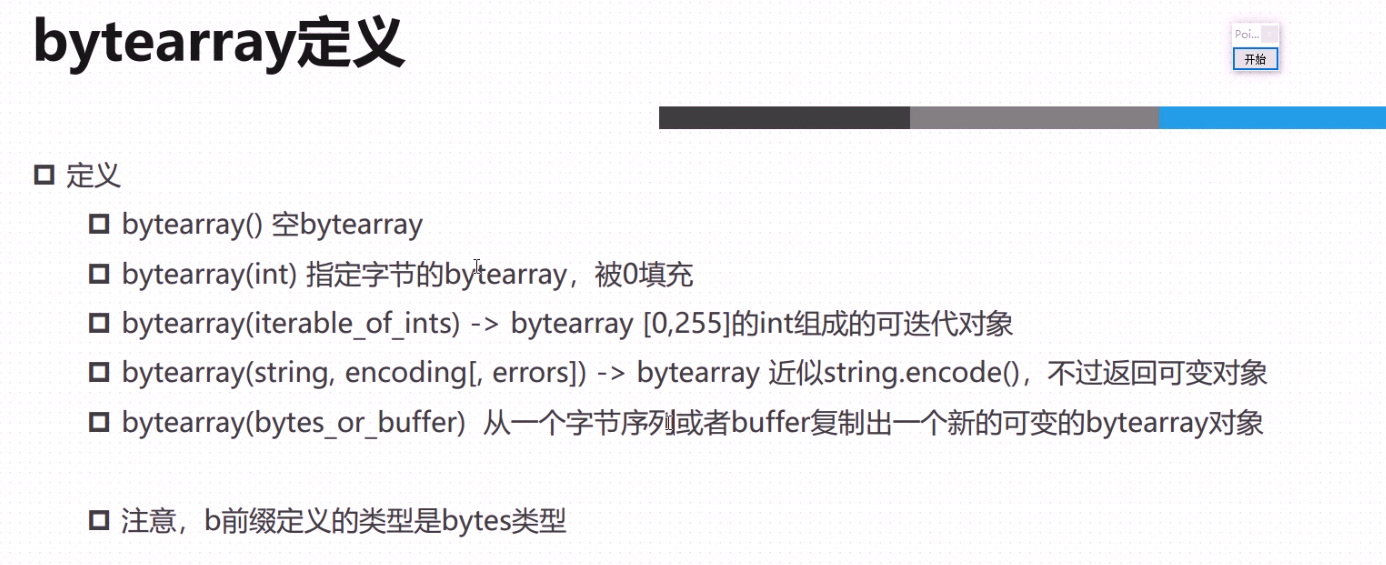 bytearray定义
Poi...
开始
定义
bytearray() 空bytearray
bytearray(int) 指定字节的bytearray，被0填充
bytearray(iterable_of_ints) -> bytearray [0,255]的int组成的可迭代对象
bytearray(string, encoding[, errors]) -> bytearray 近似string.encode()，不过返回可变对象
bytearray(bytes_or_buffer) 从一个字节序列或者buffer复制出一个新的可变的bytearray对象
注意，b前缀定义的类型是bytes类型